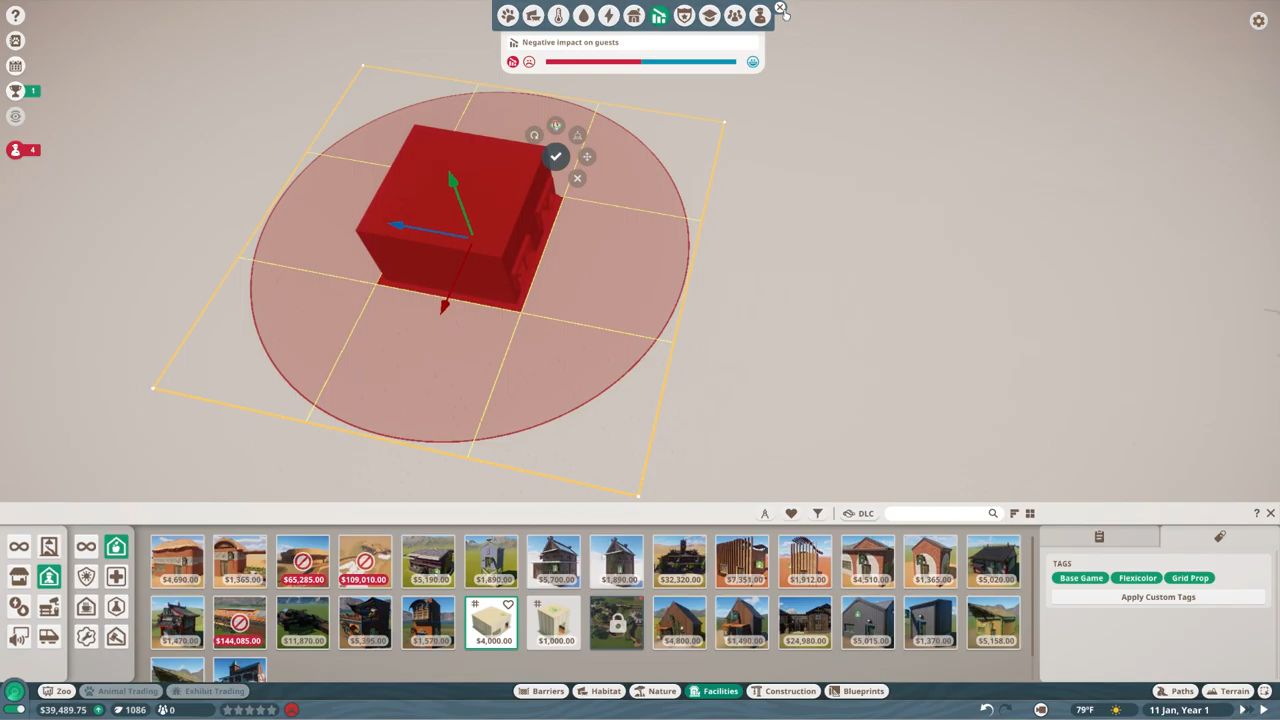 ?
Negative impact on guests
1
4
DLC
? ×
$4,690.00 $1,365.00 $65,285.00 $109,010.00 $5,190.00 $1,890.00 $5,700.00 $1,890.00 $32,320.00 $7,351.00 $1,912.00 $4,510.00 $1,365.00 $5,020.00
$1,470.00 $144,085.00 $11,870.00 $5,395.00 $1,570.00 # $4,000.00 # $1,000.00 $4,800.00 $1,490.00 $24,980.00 $5,015.00 $1,370.00 $5,158.00
TAGS
Base Game Flexicolor Grid Prop
Apply Custom Tags
Zoo Animal Trading Exhibit Trading Barriers Habitat Nature Facilities Construction Blueprints Paths Terrain
$39,489.75 1086 0 79°F 11 Jan, Year 1